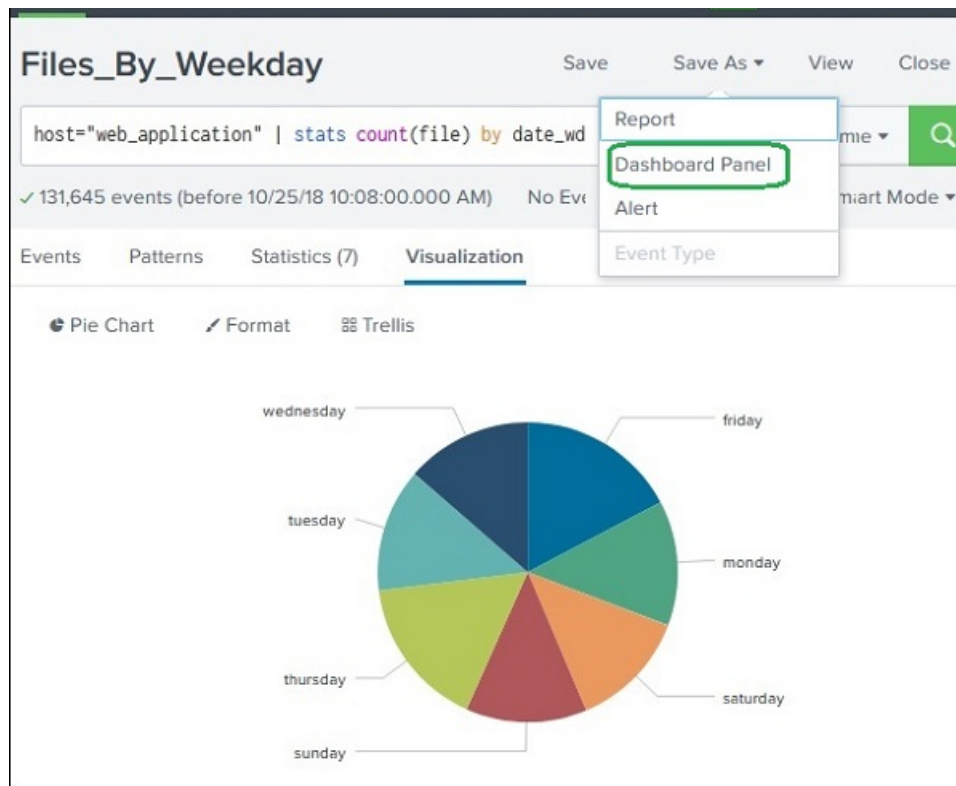 Files_By_Weekday Save Save As View Close
host="web_application" | stats count(file) by date_wd
Report
Dashboard Panel
Alert
Event Type
131,645 events (before 10/25/18 10:08:00.000 AM) No Mode
Events Patterns Statistics (7) Visualization
Pie Chart Format Trellis
wednesday
friday
tuesday
monday
thursday
saturday
sunday